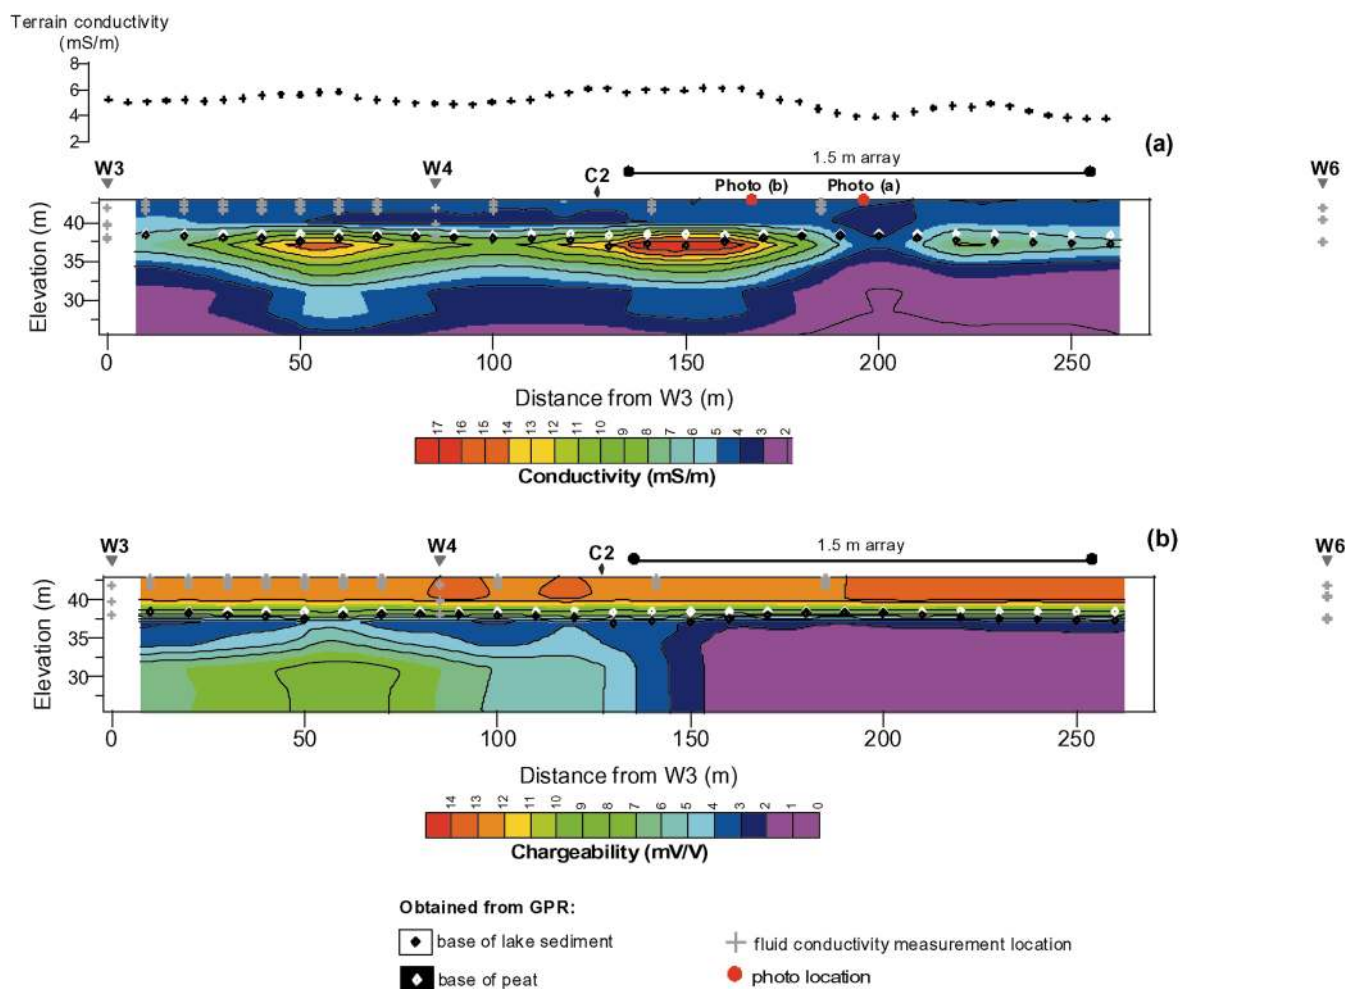 Terrain conductivity
(mS/m)
8
6
4
2
(a)
W3
W4
C2
1.5 m array
W6
Photo (b)
Photo (a)
Elevation (m)
40
35
30
0
50
100
150
200
250
Distance from W3 (m)
17
16
15
14
13
12
11
10
9
8
7
6
5
4
3
2
Conductivity (mS/m)
(b)
W3
W4
C2
1.5 m array
W6
Elevation (m)
40
35
30
0
50
100
150
200
250
Distance from W3 (m)
14
13
12
11
10
9
8
7
6
5
4
3
2
1
0
Chargeability (mV/V)
Obtained from GPR:
base of lake sediment
base of peat
fluid conductivity measurement location
photo location